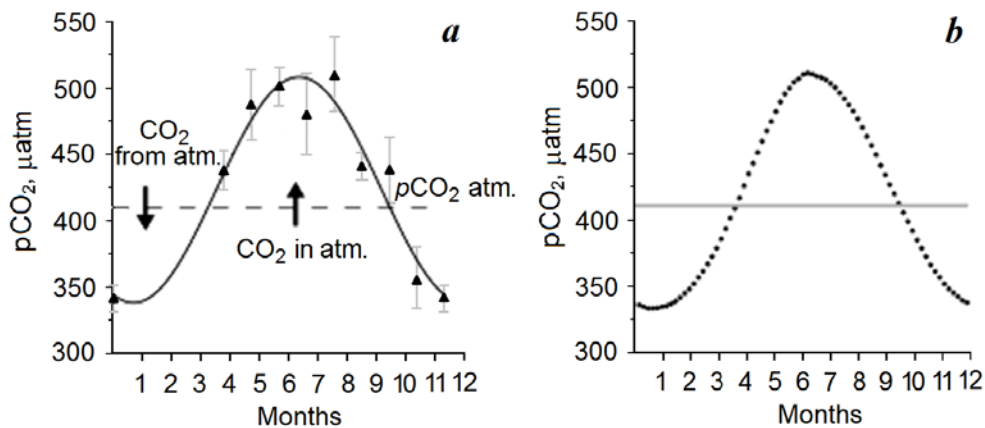 a
550
500
450
400
350
300
pCO2, µatm
CO2
from atm.
pCO2 atm.
CO2 in atm.
1 2 3 4 5 6 7 8 9 10 11 12
Months
b
550
500
450
400
350
300
pCO2, µatm
1 2 3 4 5 6 7 8 9 10 11 12
Months